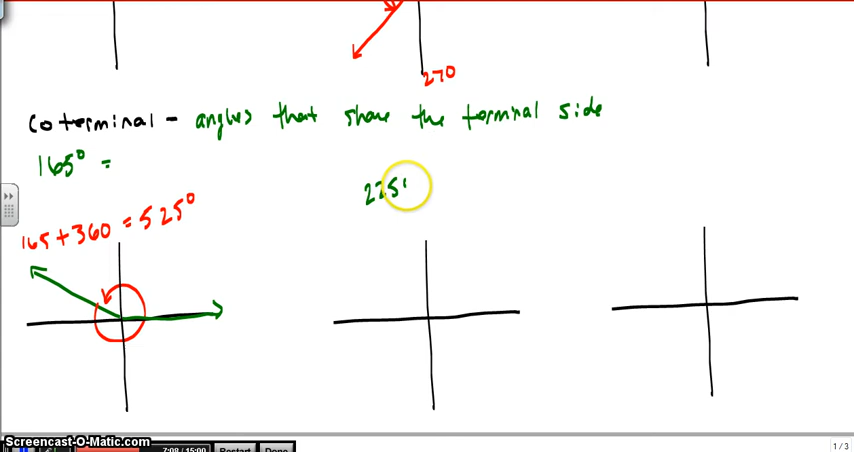 270
coterminal - angles that share the terminal side
165° =
225°
165+360 = 525°
Screencast-O-Matic.com
1 / 3
7:08 / 15:00 Restart Done